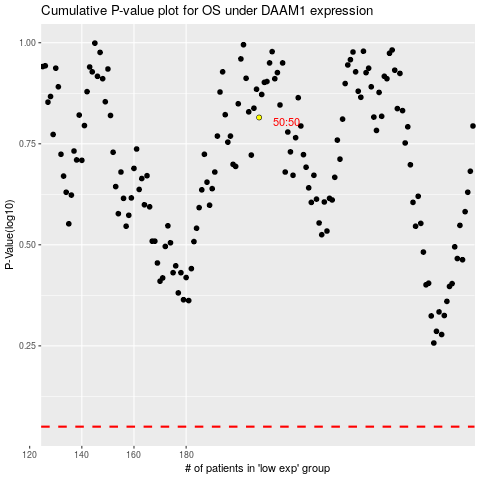 Cumulative P-value plot for OS under DAAM1 expression
1.00
0.75
50:50
P-Value(log10)
0.50
0.25
120 140 160 180
# of patients in 'low exp' group